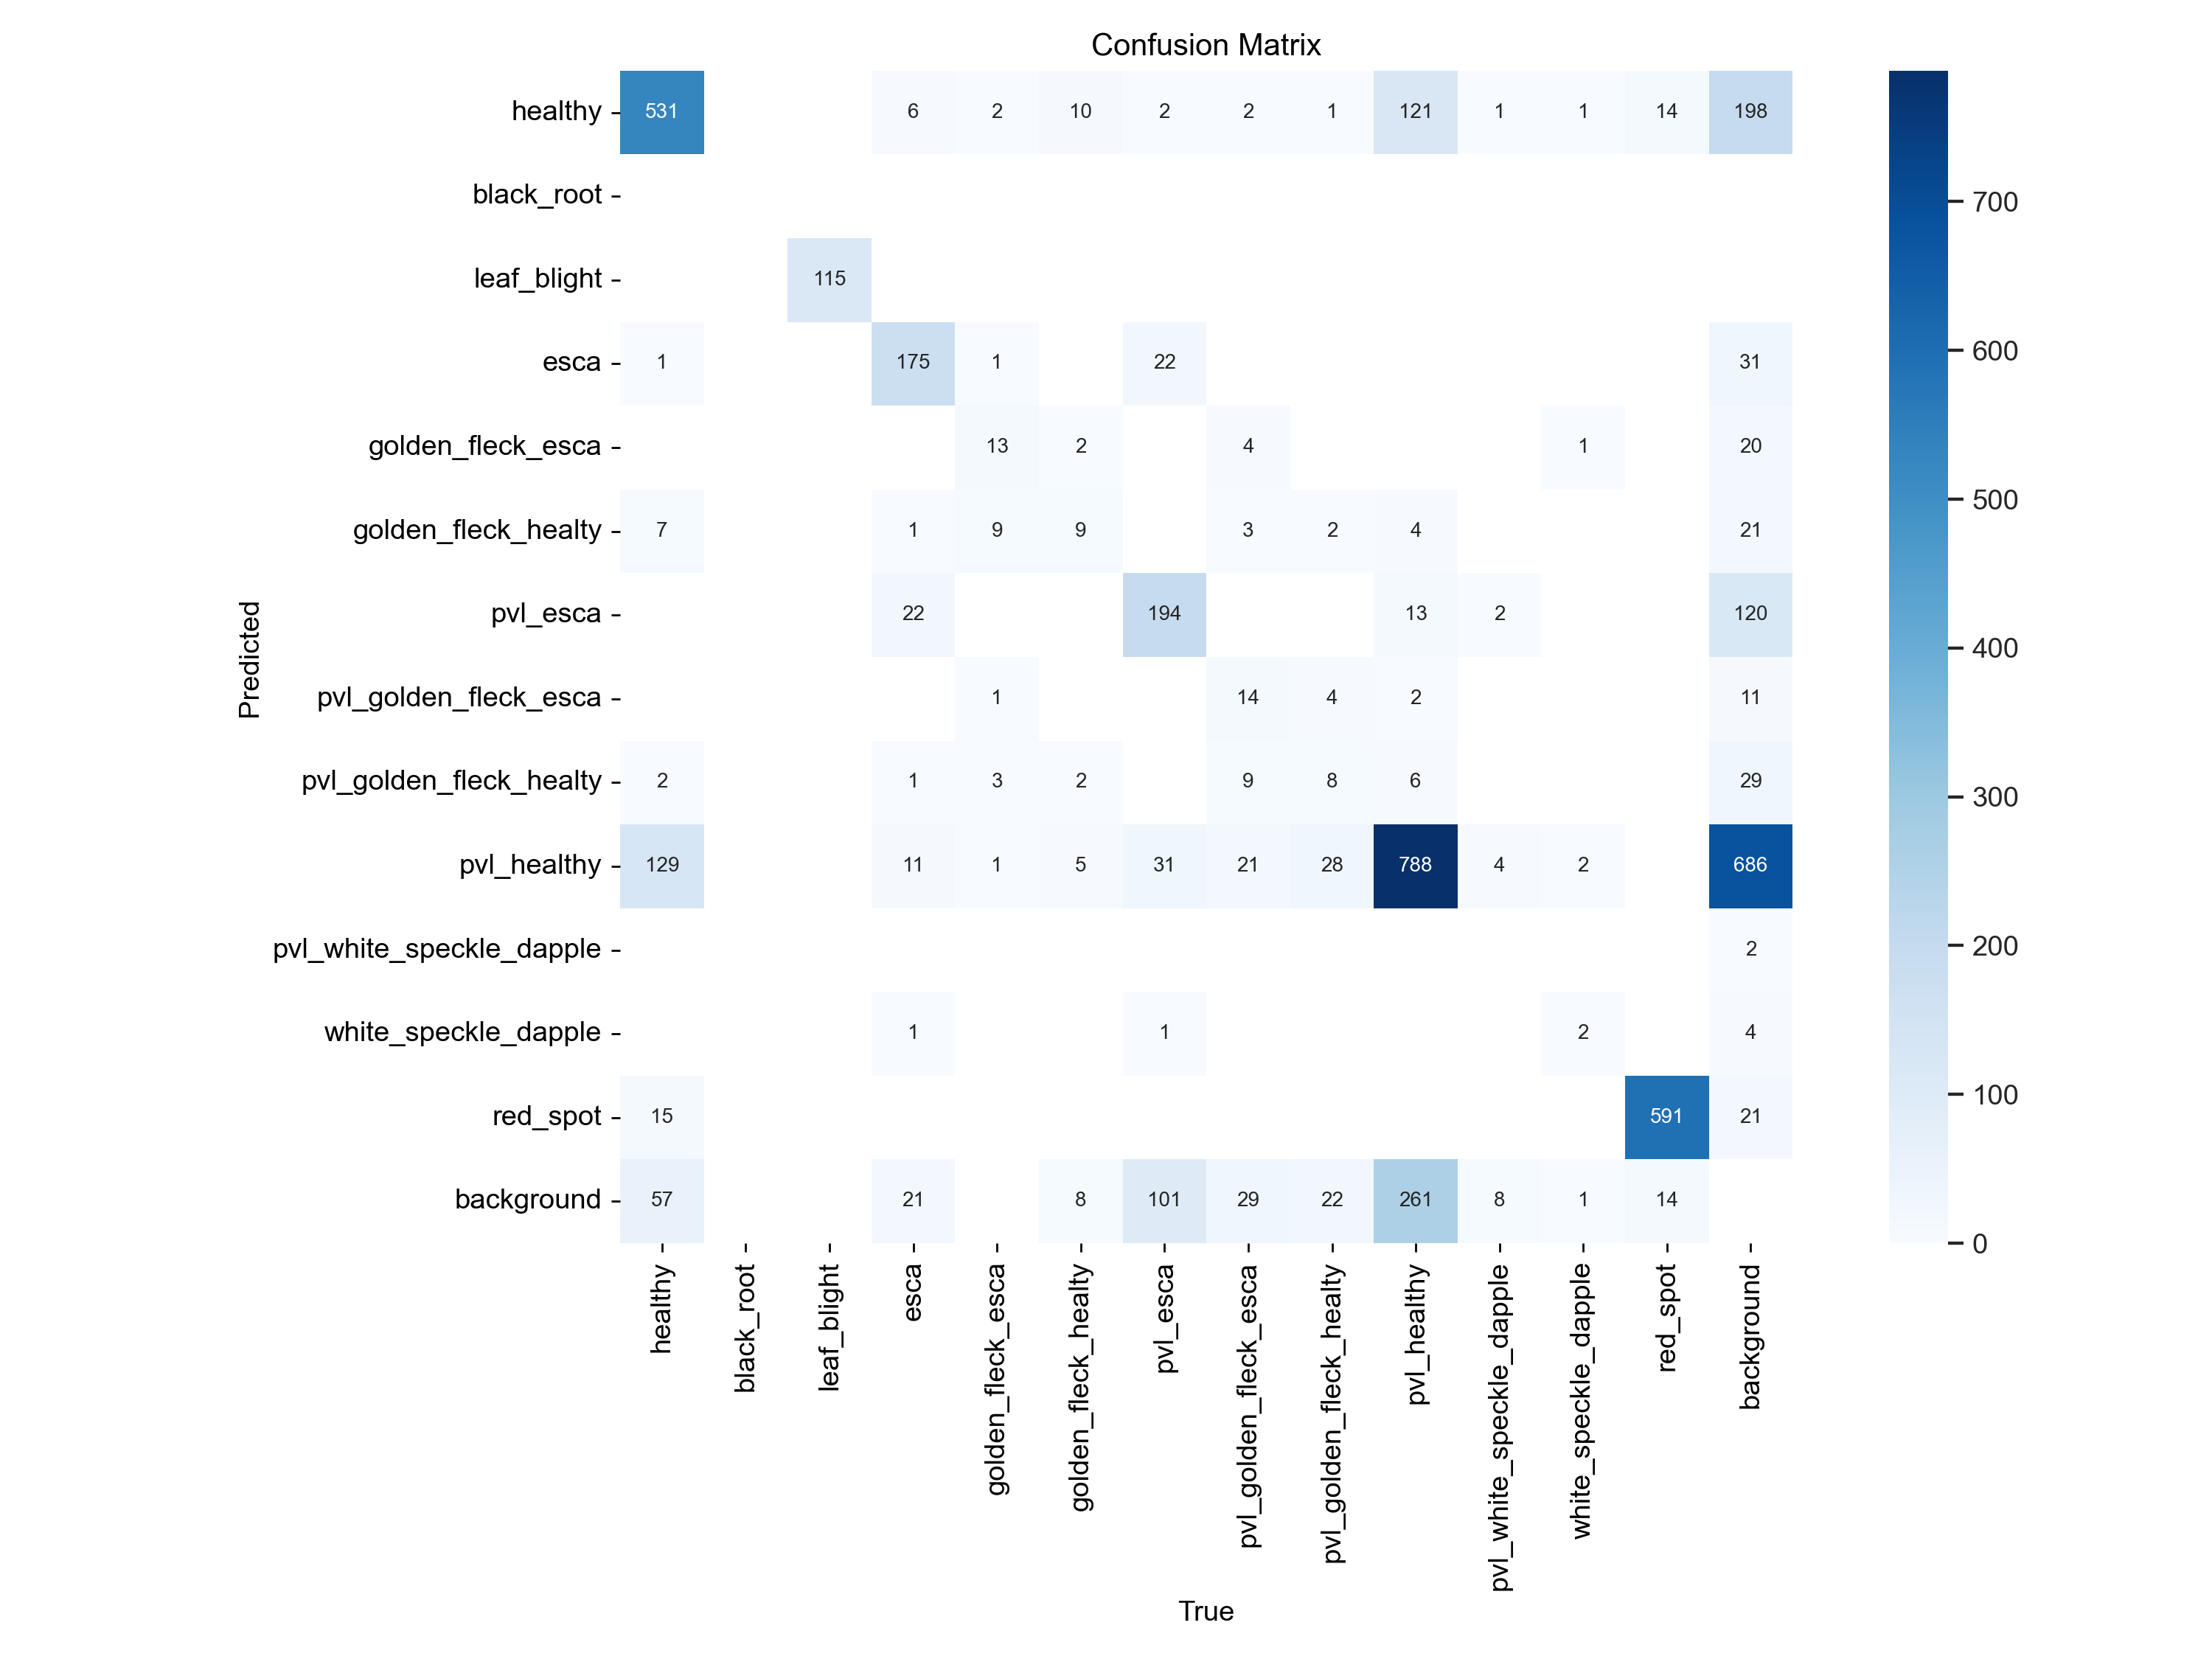 Confusion Matrix
healthy 531 6 2 10 2 2 1 121 1 1 14 198
black_root
leaf_blight 115
esca 1 175 1 22 31
golden_fleck_esca 13 2 4 1 20
golden_fleck_healty 7 1 9 9 3 2 4 21
pvl_esca 22 194 13 2 120
pvl_golden_fleck_esca 1 14 4 2 11
pvl_golden_fleck_healty 2 1 3 2 9 8 6 29
pvl_healthy 129 11 1 5 31 21 28 788 4 2 686
pvl_white_speckle_dapple 2
white_speckle_dapple 1 1 2 4
red_spot 15 591 21
background 57 21 8 101 29 22 261 8 1 14
Predicted
healthy
black_root
leaf_blight
esca
golden_fleck_esca
golden_fleck_healty
pvl_esca
pvl_golden_fleck_esca
pvl_golden_fleck_healty
pvl_healthy
pvl_white_speckle_dapple
white_speckle_dapple
red_spot
background
True
700
600
500
400
300
200
100
0